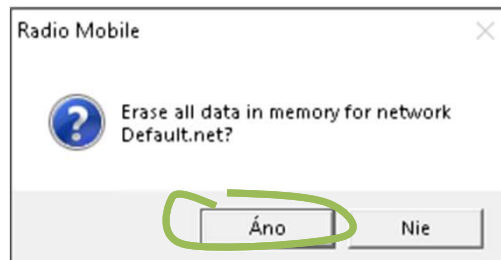 Radio Mobile
Erase all data in memory for network
Default.net?
Áno
Nie